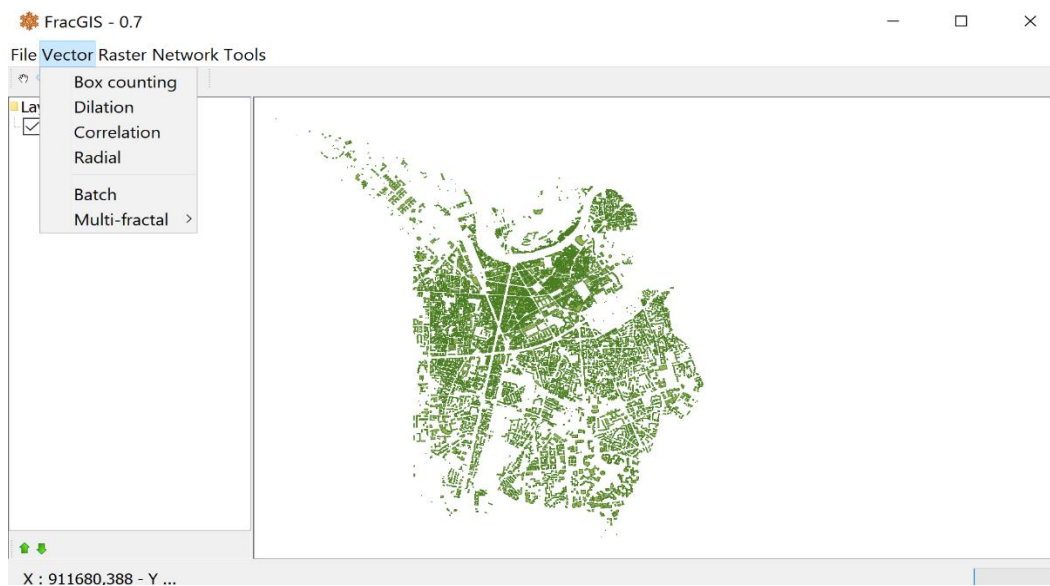 FracGIS - 0.7
File Vector Raster Network Tools
Box counting
Dilation
Correlation
Radial
Batch
Multi-fractal
X : 911680,388 - Y ...